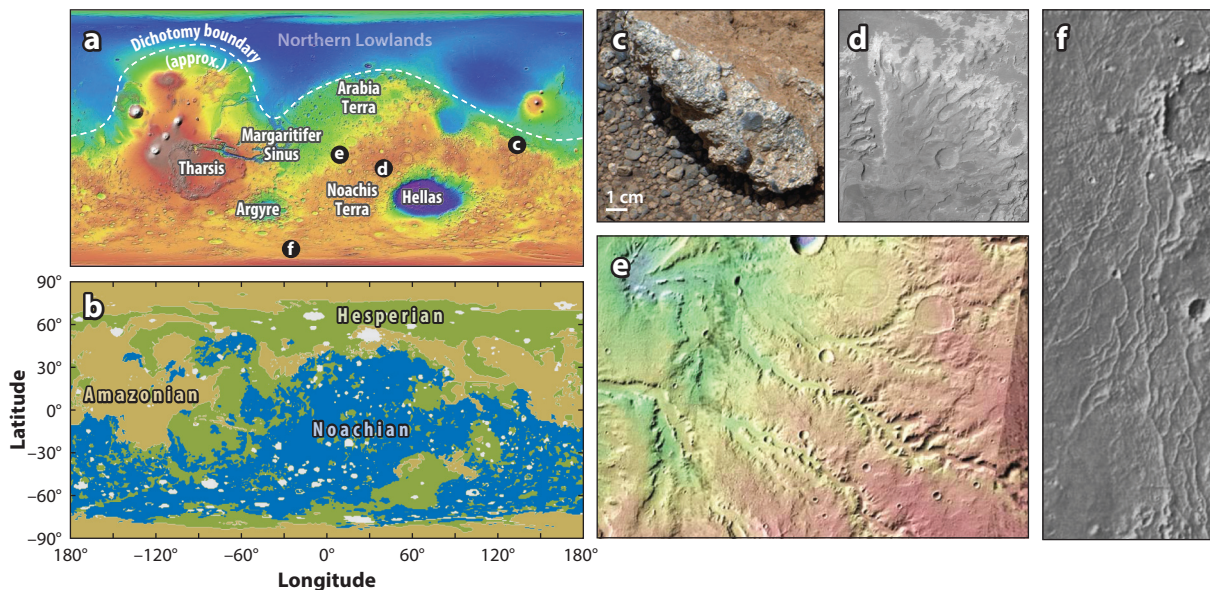 a
Dichotomy boundary
(approx.)
Northern Lowlands
Arabia
Terra
Margaritifer
Sinus
Tharsis
Noachis
Terra
Hellas
Argyre
c
e
d
f
b
Hesperian
Amazonian
Noachian
90°
60°
30°
0°
–30°
–60°
–90°
Latitude
180°
–120°
–60°
0°
60°
120°
180°
Longitude
c
1 cm
d
e
f